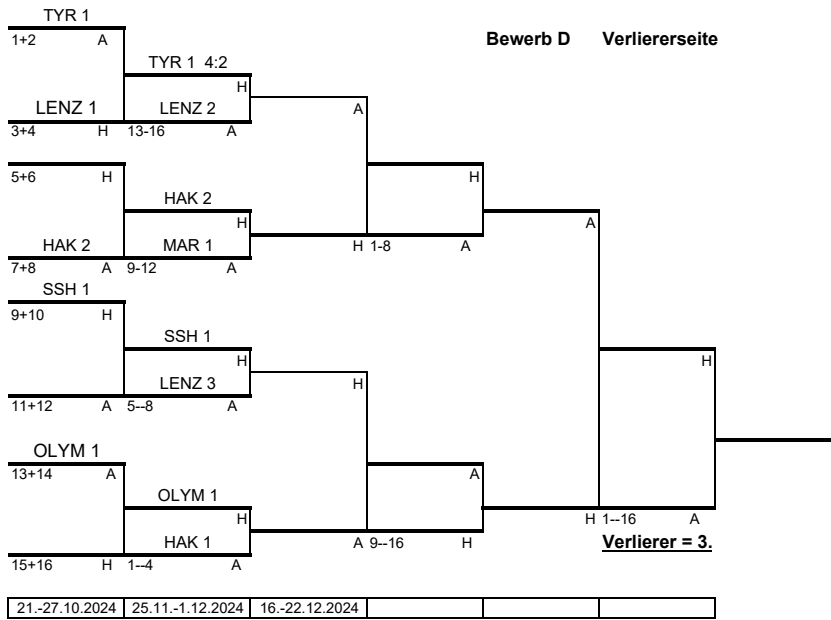 TYR 1
1+2 A
Bewerb D Verliererseite
TYR 1 4:2
H
LENZ 1 LENZ 2
A
3+4 H 13-16 A
5+6 H
H
HAK 2
H
A
HAK 2 MAR 1
H 1-8 A
7+8 A 9-12 A
SSH 1
9+10 H
SSH 1
H
H
LENZ 3
H
11+12 A 5--8 A
OLYM 1
13+14 A
A
OLYM 1
H
H 1--16 A
HAK 1
A 9--16 H
Verlierer = 3.
15+16 H 1--4 A
21.-27.10.2024 25.11.-1.12.2024 16.-22.12.2024